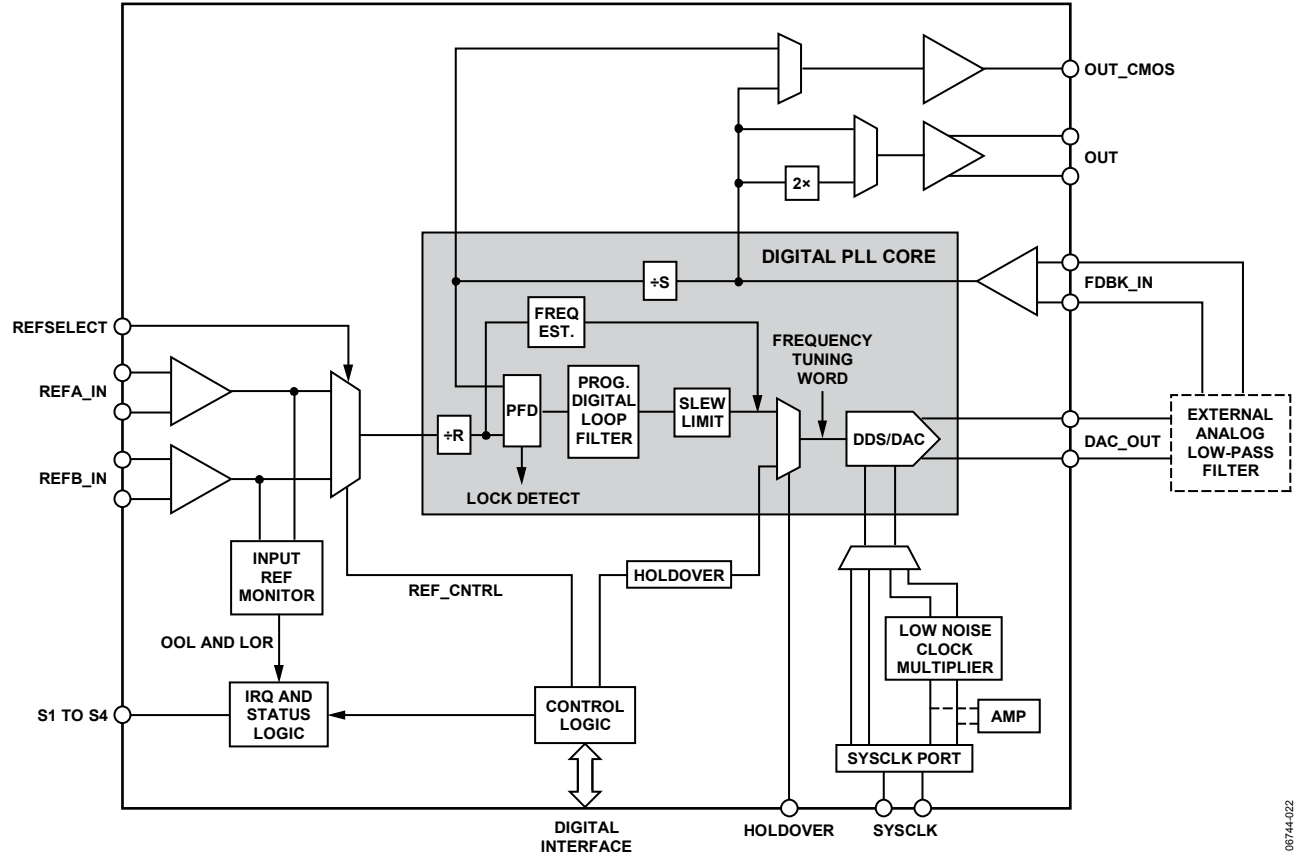 OUT_CMOS
OUT
2×
DIGITAL PLL CORE
÷S
FDBK_IN
REFSELECT
FREQ
EST.
FREQUENCY
TUNING
WORD
REFA_IN
PFD
PROG.
DIGITAL
LOOP
FILTER
SLEW
LIMIT
÷R
DDS/DAC
DAC_OUT
EXTERNAL
ANALOG
LOW-PASS
FILTER
REFB_IN
LOCK DETECT
INPUT
REF
MONITOR
REF_CNTRL
HOLDOVER
OOL AND LOR
LOW NOISE
CLOCK
MULTIPLIER
S1 TO S4
IRQ AND
STATUS
LOGIC
CONTROL
LOGIC
AMP
SYSCLK PORT
DIGITAL
INTERFACE
HOLDOVER
SYSCLK
06744-022